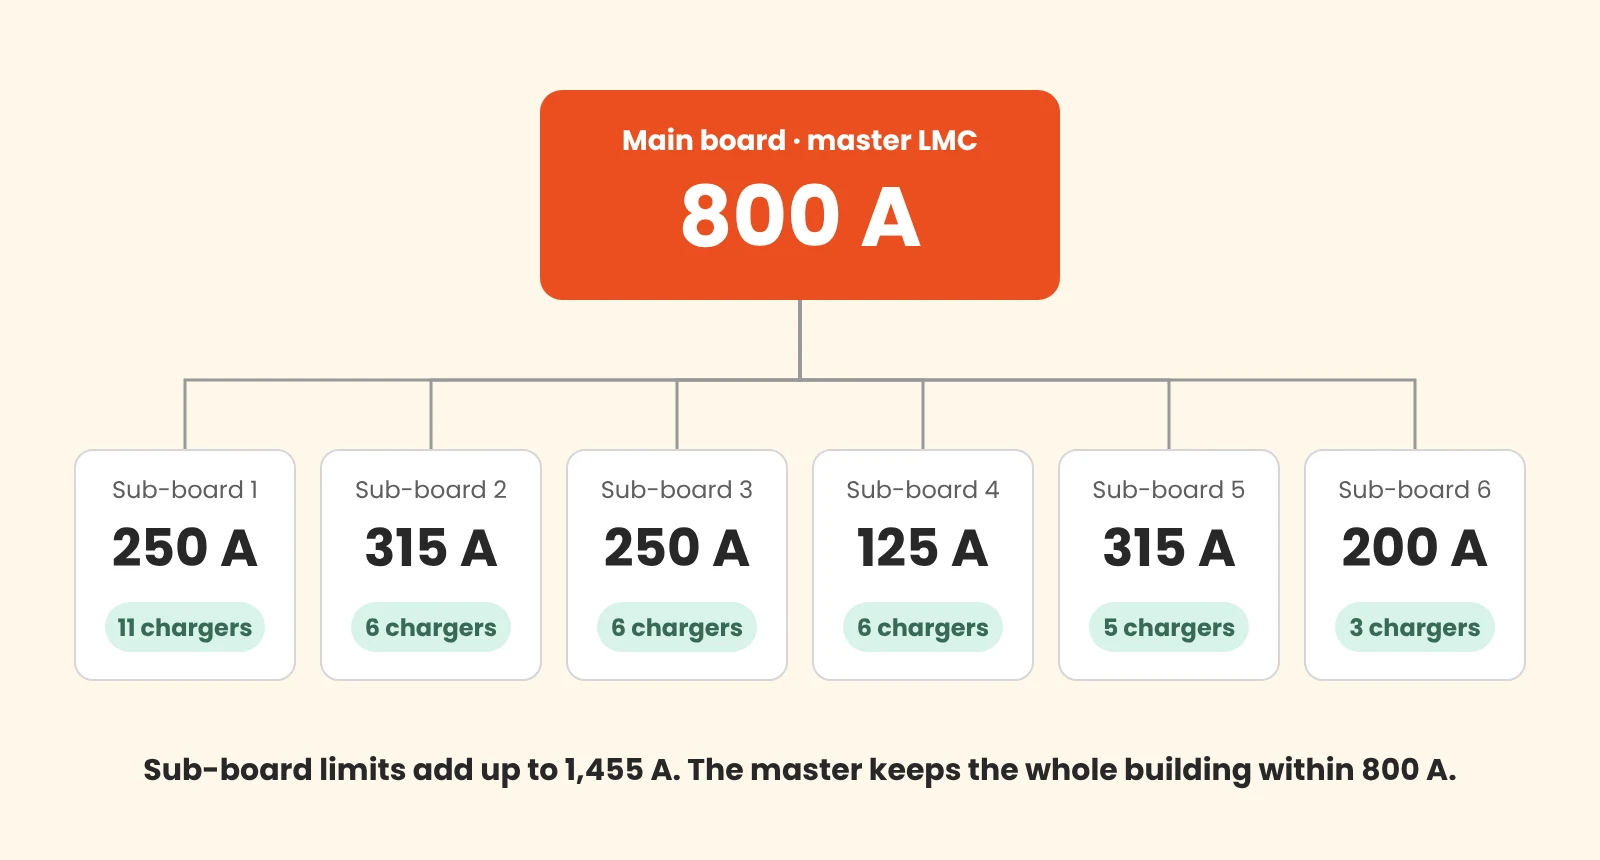 Main board · master LMC
800 A
Sub-board 1
250 A
11 chargers
Sub-board 2
315 A
6 chargers
Sub-board 3
250 A
6 chargers
Sub-board 4
125 A
6 chargers
Sub-board 5
315 A
5 chargers
Sub-board 6
200 A
3 chargers
Sub-board limits add up to 1,455 A. The master keeps the whole building within 800 A.